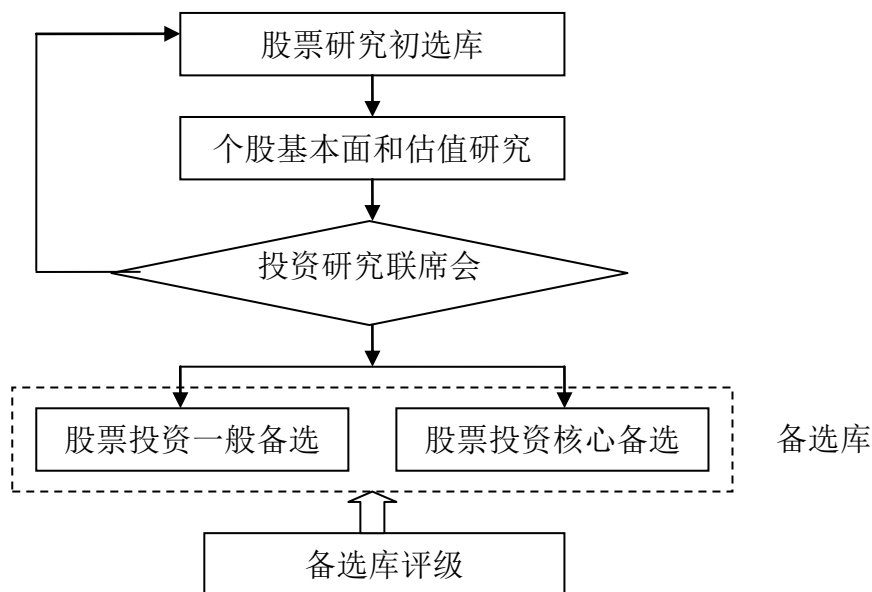 股票研究初选库
个股基本面和估值研究
投资研究联席会
股票投资一般备选
股票投资核心备选
备选库
备选库评级